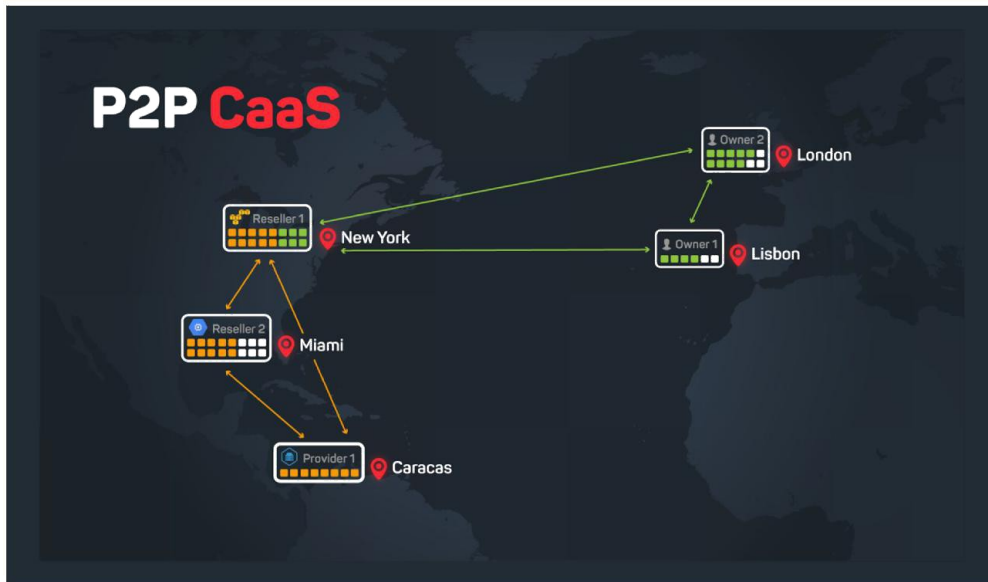 P2P CaaS
Owner 2
London
Reseller 1
New York
Owner 1
Lisbon
Reseller 2
Miami
Provider 1
Caracas